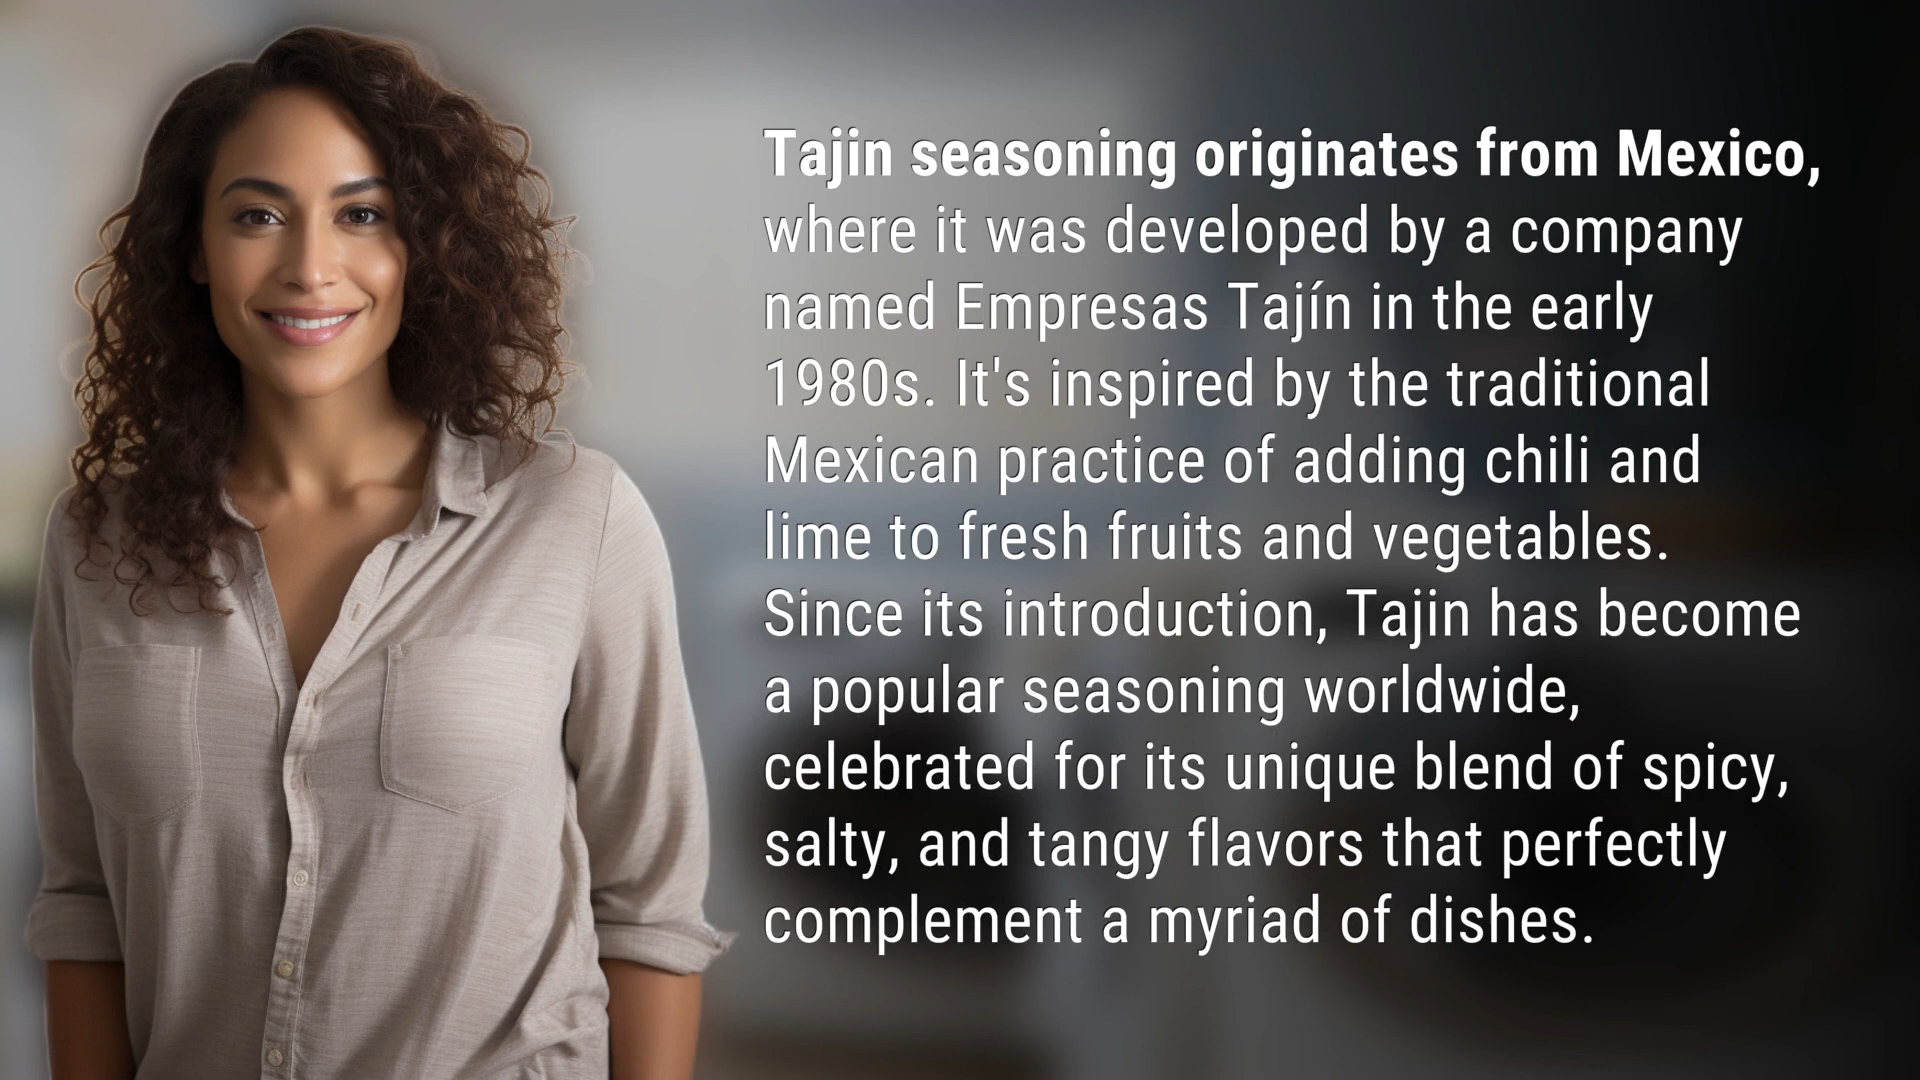 Tajin seasoning originates from Mexico,
where it was developed by a company
named Empresas Tajín in the early
1980s. It's inspired by the traditional
Mexican practice of adding chili and
lime to fresh fruits and vegetables.
Since its introduction, Tajin has become
a popular seasoning worldwide,
celebrated for its unique blend of spicy,
salty, and tangy flavors that perfectly
complement a myriad of dishes.